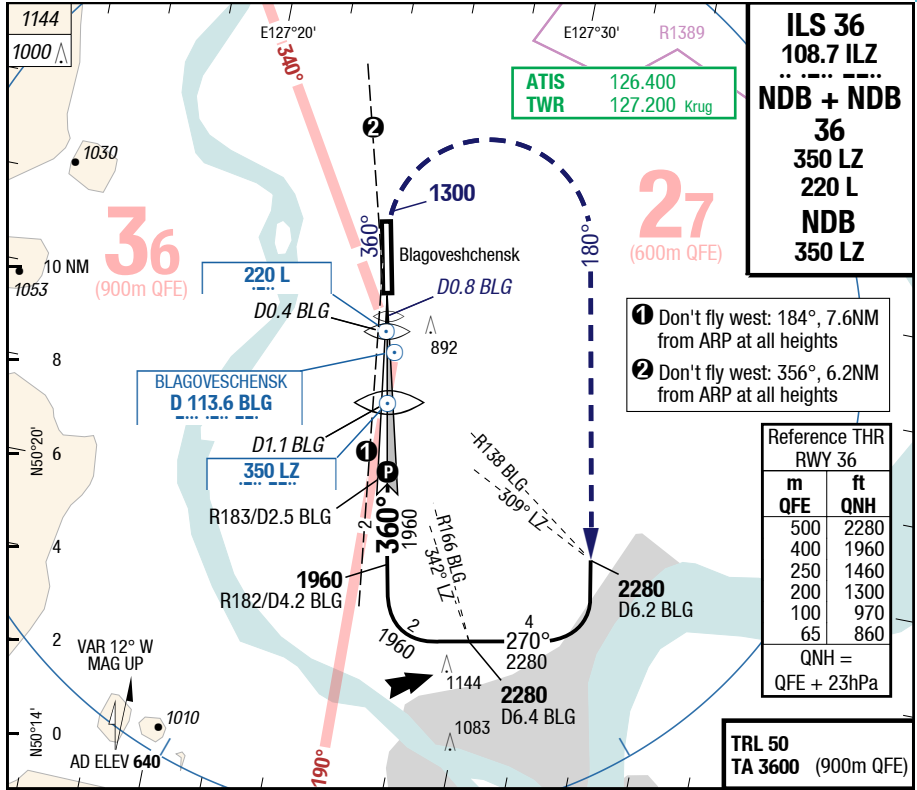 1144
1000
E127°20'
E127°30'
R1389
340°
ATIS 126.400
TWR 127.200 Krug
ILS 36
108.7 ILZ
NDB + NDB
36
350 LZ
220 L
NDB
350 LZ
2
1030
1300
36
(900m QFE)
27
(600m QFE)
360°
180°
Blagoveshchensk
10 NM
1053
220 L
D0.8 BLG
D0.4 BLG
892
1 Don't fly west: 184°, 7.6NM
from ARP at all heights
2 Don't fly west: 356°, 6.2NM
from ARP at all heights
8
BLAGOVESCHENSK
D 113.6 BLG
D1.1 BLG
N50°20'
6
1
350 LZ
P
R183/D2.5 BLG
R138 BLG
309° LZ
Reference THR
RWY 36
m ft
QFE QNH
500 2280
400 1960
250 1460
200 1300
100 970
65 860
QNH =
QFE + 23hPa
4
2
360°
1960
R166 BLG
342° LZ
1960
R182/D4.2 BLG
2280
D6.2 BLG
2
2
1960
4
270°
2280
VAR 12° W
MAG UP
1144
2280
D6.4 BLG
1010
1083
N50°14'
0
AD ELEV 640
190°
TRL 50
TA 3600 (900m QFE)